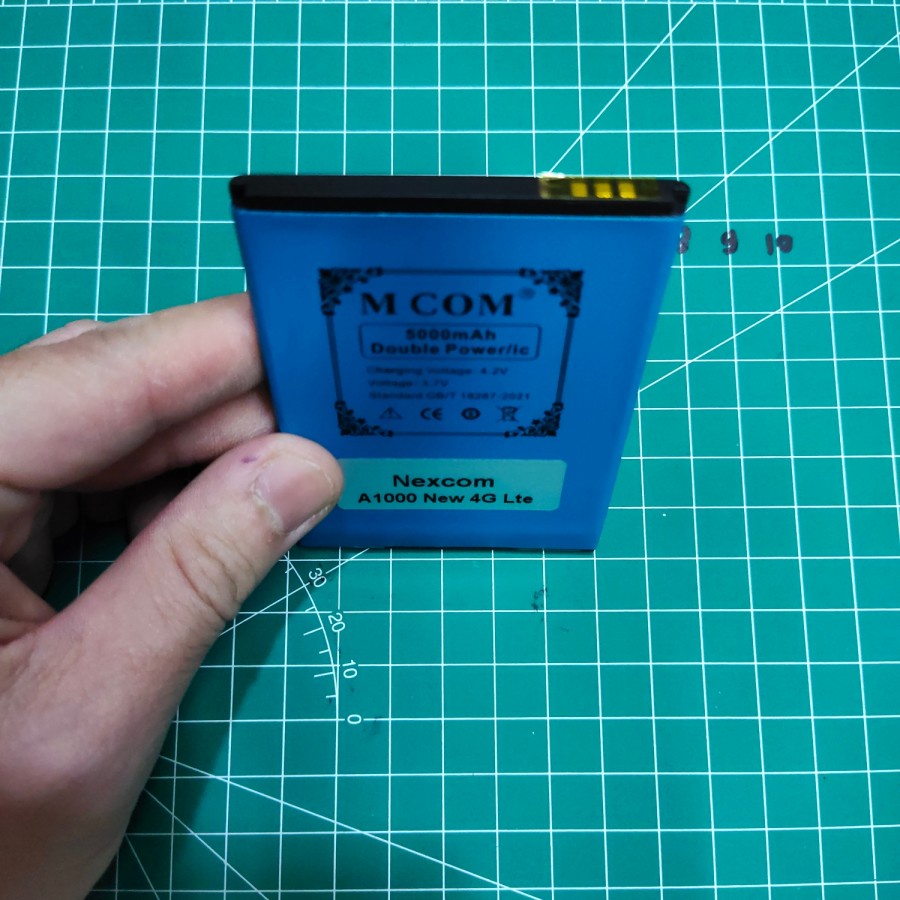 M COM®
5000mAh
Double Power/ic
Charging Voltage: 4.2V
Voltage: 3.7V
Standard GB/T 18287-2021
CE
Nexcom
A1000 New 4G Lte
8 9 10
30
20
10
0